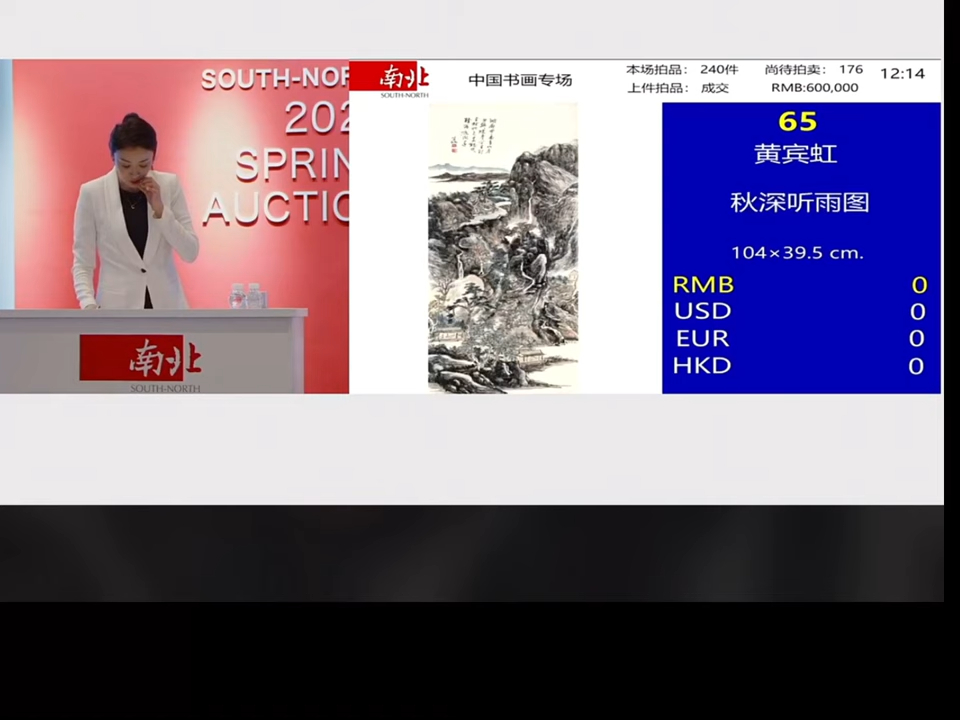 SOUTH-NOR
202
SPRIN
AUCTIO
南北
SOUTH-NORTH
南北
SOUTH-NORTH
中国书画专场
本场拍品： 240件 尚待拍卖： 176
上件拍品： 成交 RMB:600,000
12:14
65
黄宾虹
秋深听雨图
104×39.5 cm.
RMB 0
USD 0
EUR 0
HKD 0